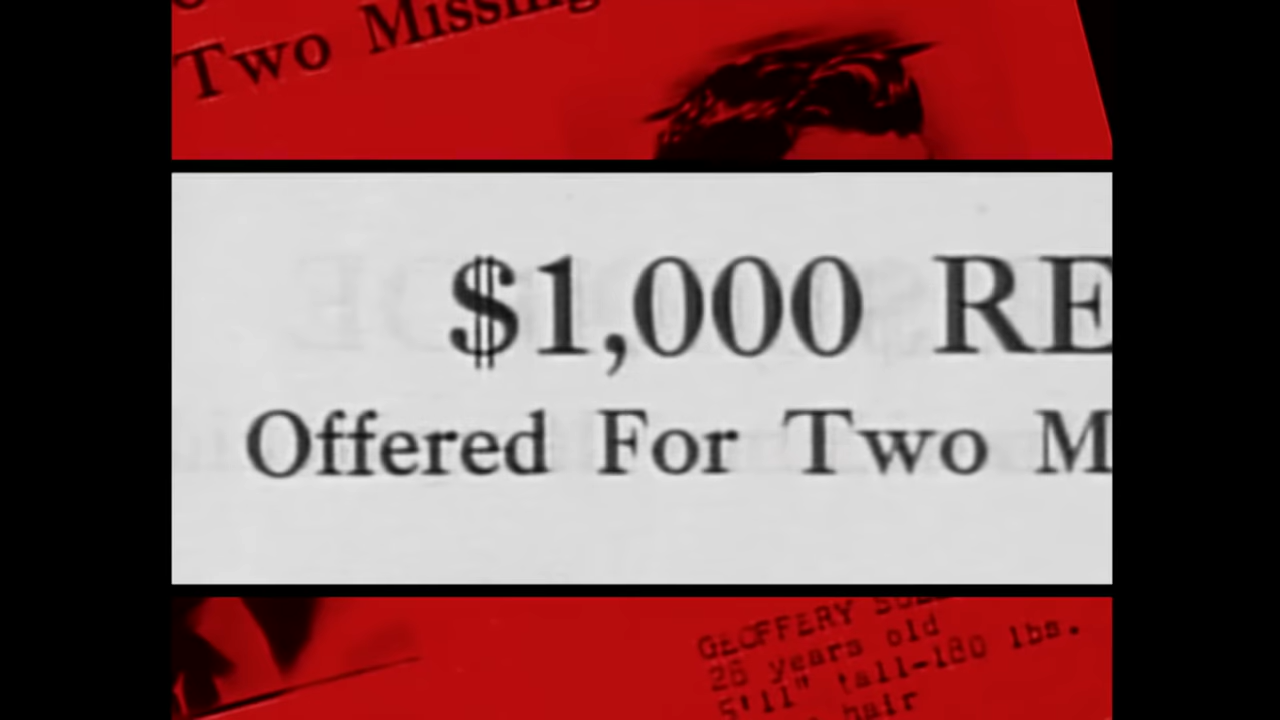 Two Missing
$1,000 RE
Offered For Two M
GEOFFERY
26 years old
5'11" tall-180 lbs.
hair